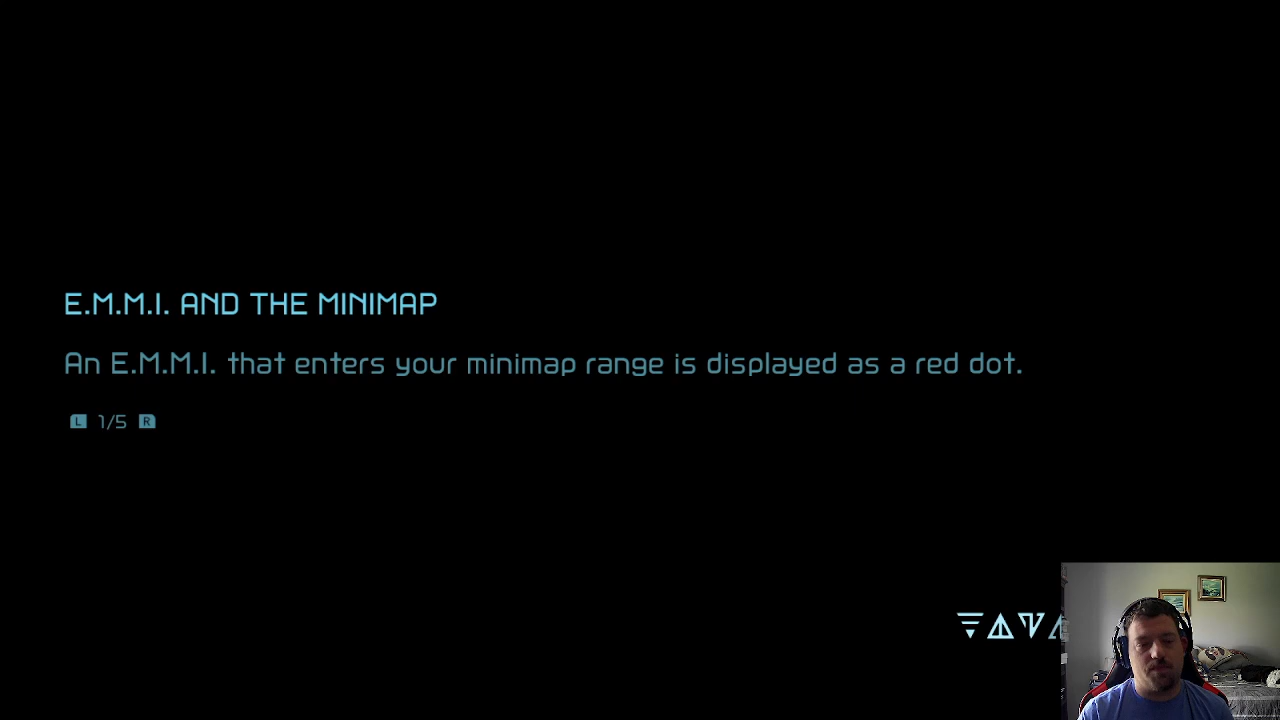 E.M.M.I. AND THE MINIMAP
An E.M.M.I. that enters your minimap range is displayed as a red dot.
L 1/5 R